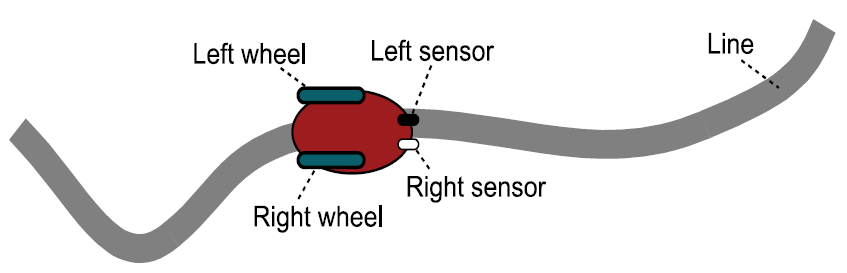 Left wheel
Left sensor
Line
Right sensor
Right wheel